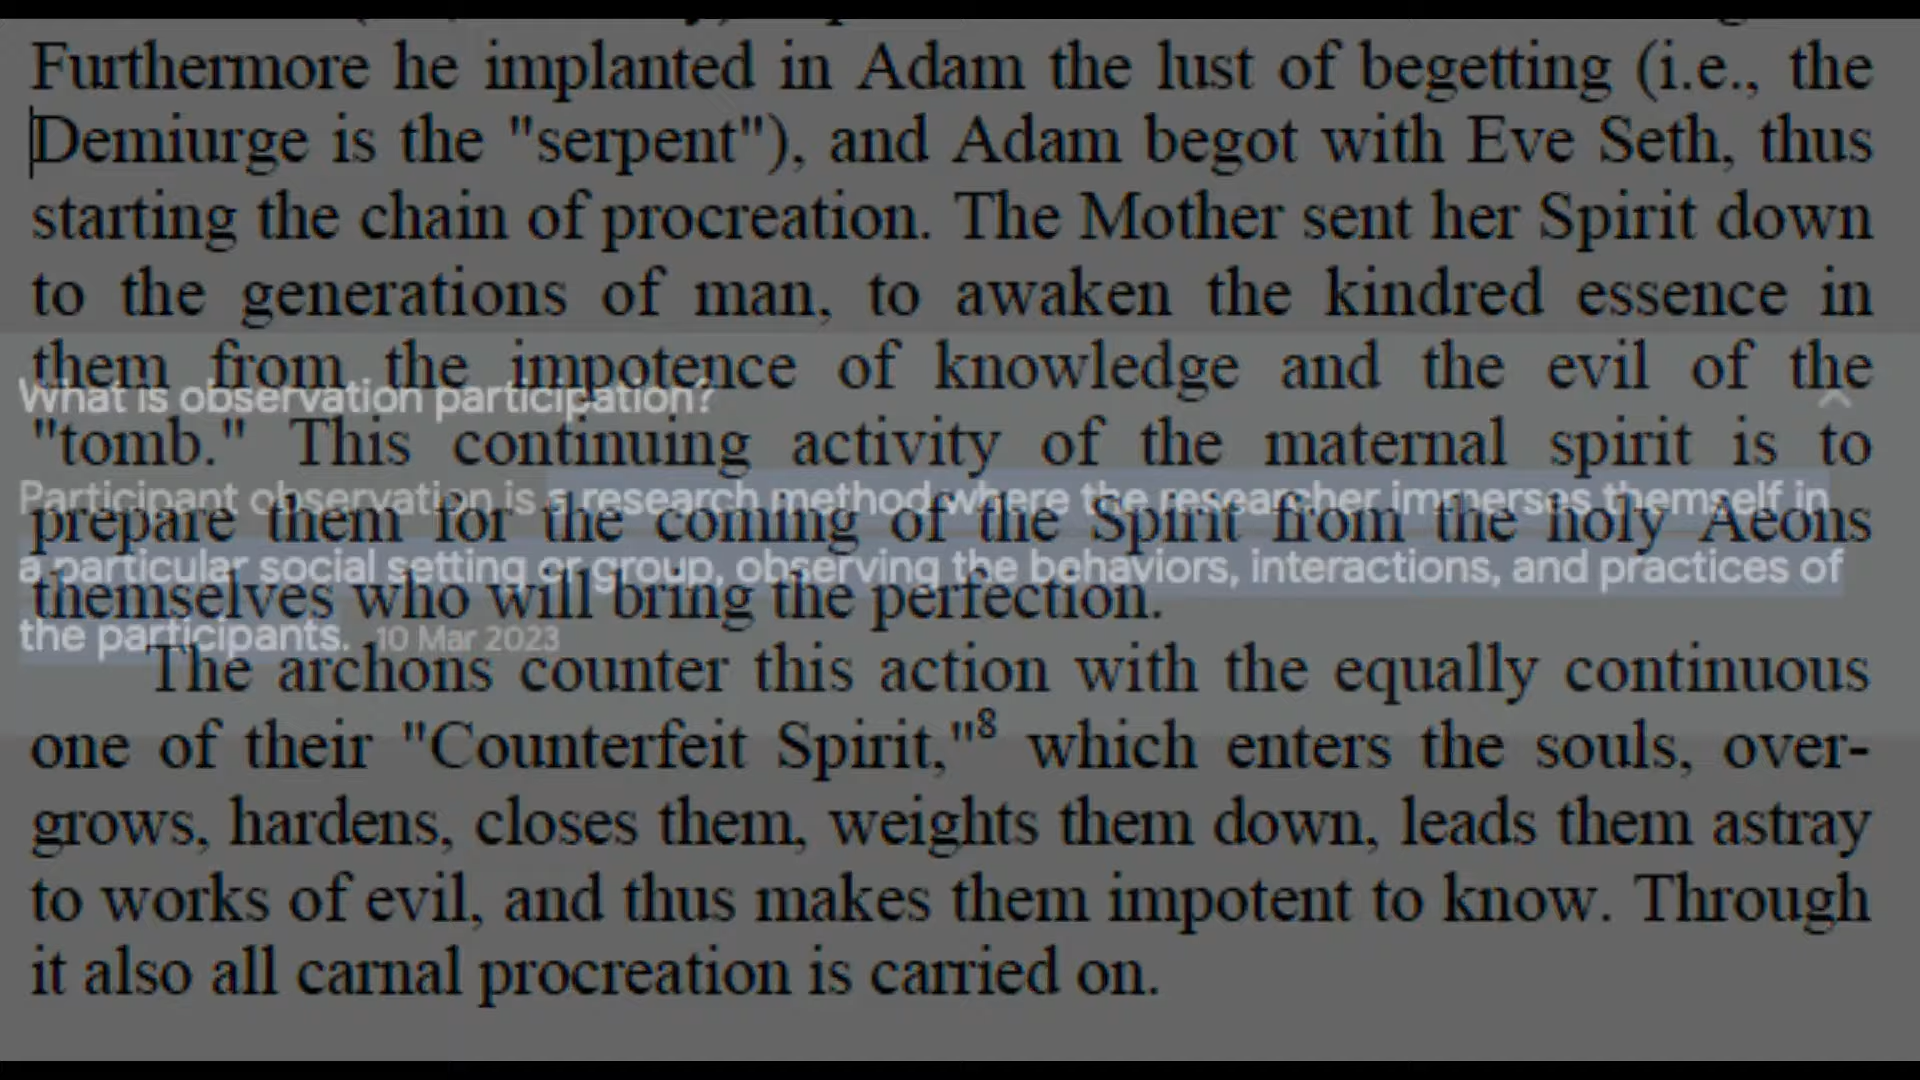 Furthermore he implanted in Adam the lust of begetting (i.e., the
Demiurge is the "serpent"), and Adam begot with Eve Seth, thus
starting the chain of procreation. The Mother sent her Spirit down
to the generations of man, to awaken the kindred essence in
them from the impotence of knowledge and the evil of the
"tomb." This continuing activity of the maternal spirit is to
prepare them for the coming of the Spirit from the holy Aeons
themselves who will bring the perfection.
The archons counter this action with the equally continuous
one of their "Counterfeit Spirit,"8 which enters the souls, over-
grows, hardens, closes them, weights them down, leads them astray
to works of evil, and thus makes them impotent to know. Through
it also all carnal procreation is carried on.
What is observation participation?
Participant observation is a research method where the researcher immerses themself in
a particular social setting or group, observing the behaviors, interactions, and practices of
the participants. 10 Mar 2023